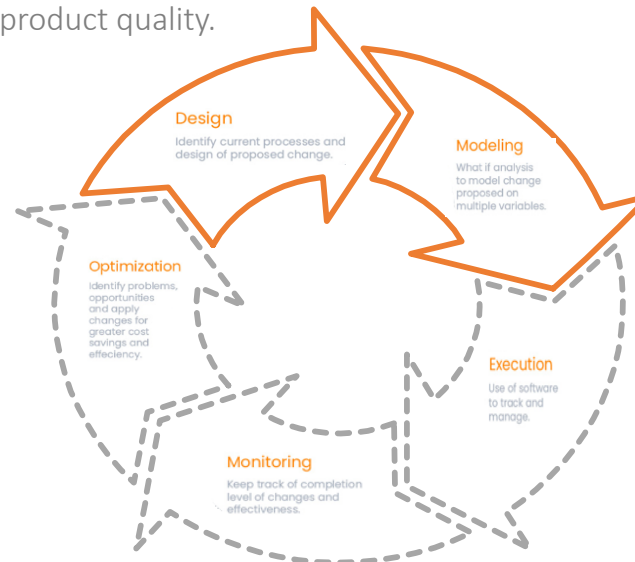 product quality.
Design
Identify current processes and
design of proposed change.
Modeling
What if analysis
to model change
proposed on
multiple variables.
Execution
Use of software
to track and
manage.
Monitoring
Keep track of completion
level of changes and
effectiveness.
Optimization
Identify problems,
opportunities
and apply
changes for
greater cost
savings and
effeciency.